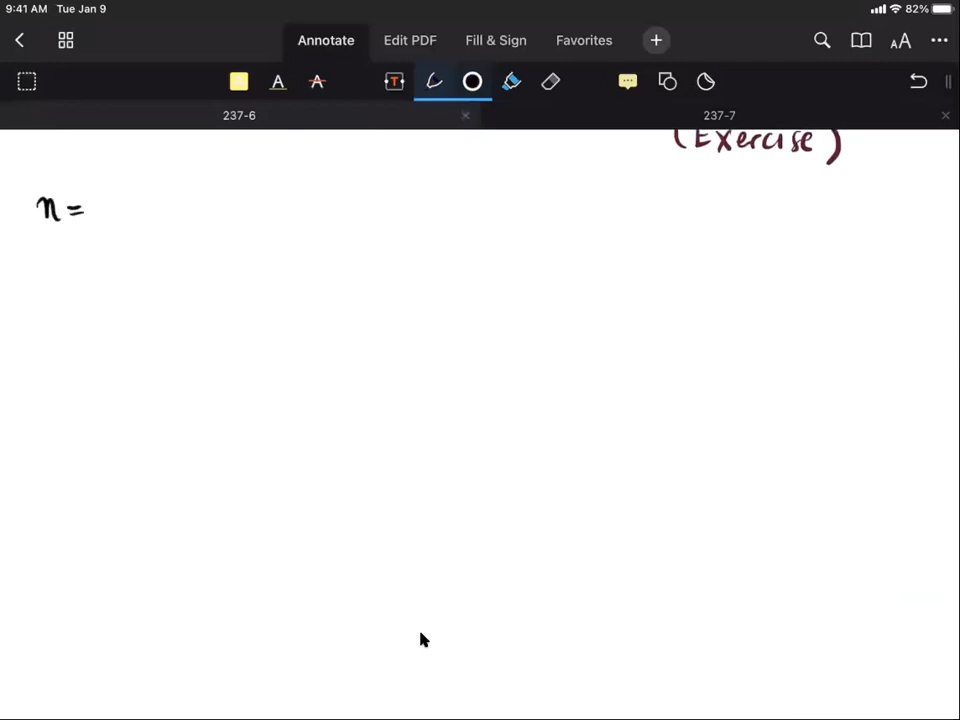 9:41 AM Tue Jan 9 82%
Annotate Edit PDF Fill & Sign Favorites
A A T
237-6 237-7
(Exercise)
n =